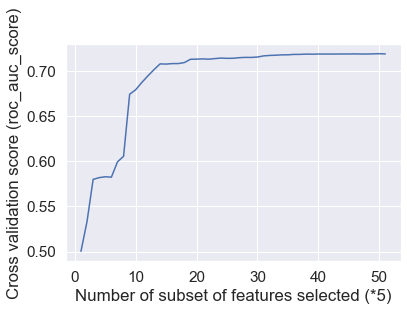 Cross validation score (roc_auc_score)
0.70
0.65
0.60
0.55
0.50
0 10 20 30 40 50
Number of subset of features selected (*5)